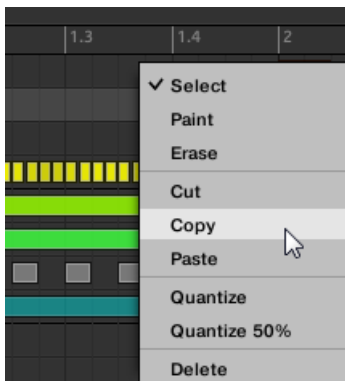 1.3 1.4 2
✓ Select
Paint
Erase
Cut
Copy
Paste
Quantize
Quantize 50%
Delete